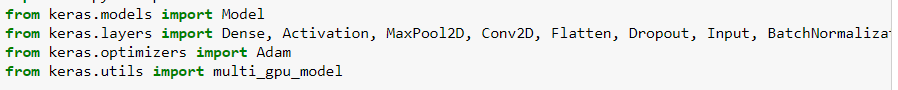 from keras.models import Model
from keras.layers import Dense, Activation, MaxPool2D, Conv2D, Flatten, Dropout, Input,
from keras.optimizers import Adam
from keras.utils import multi_gpu_model